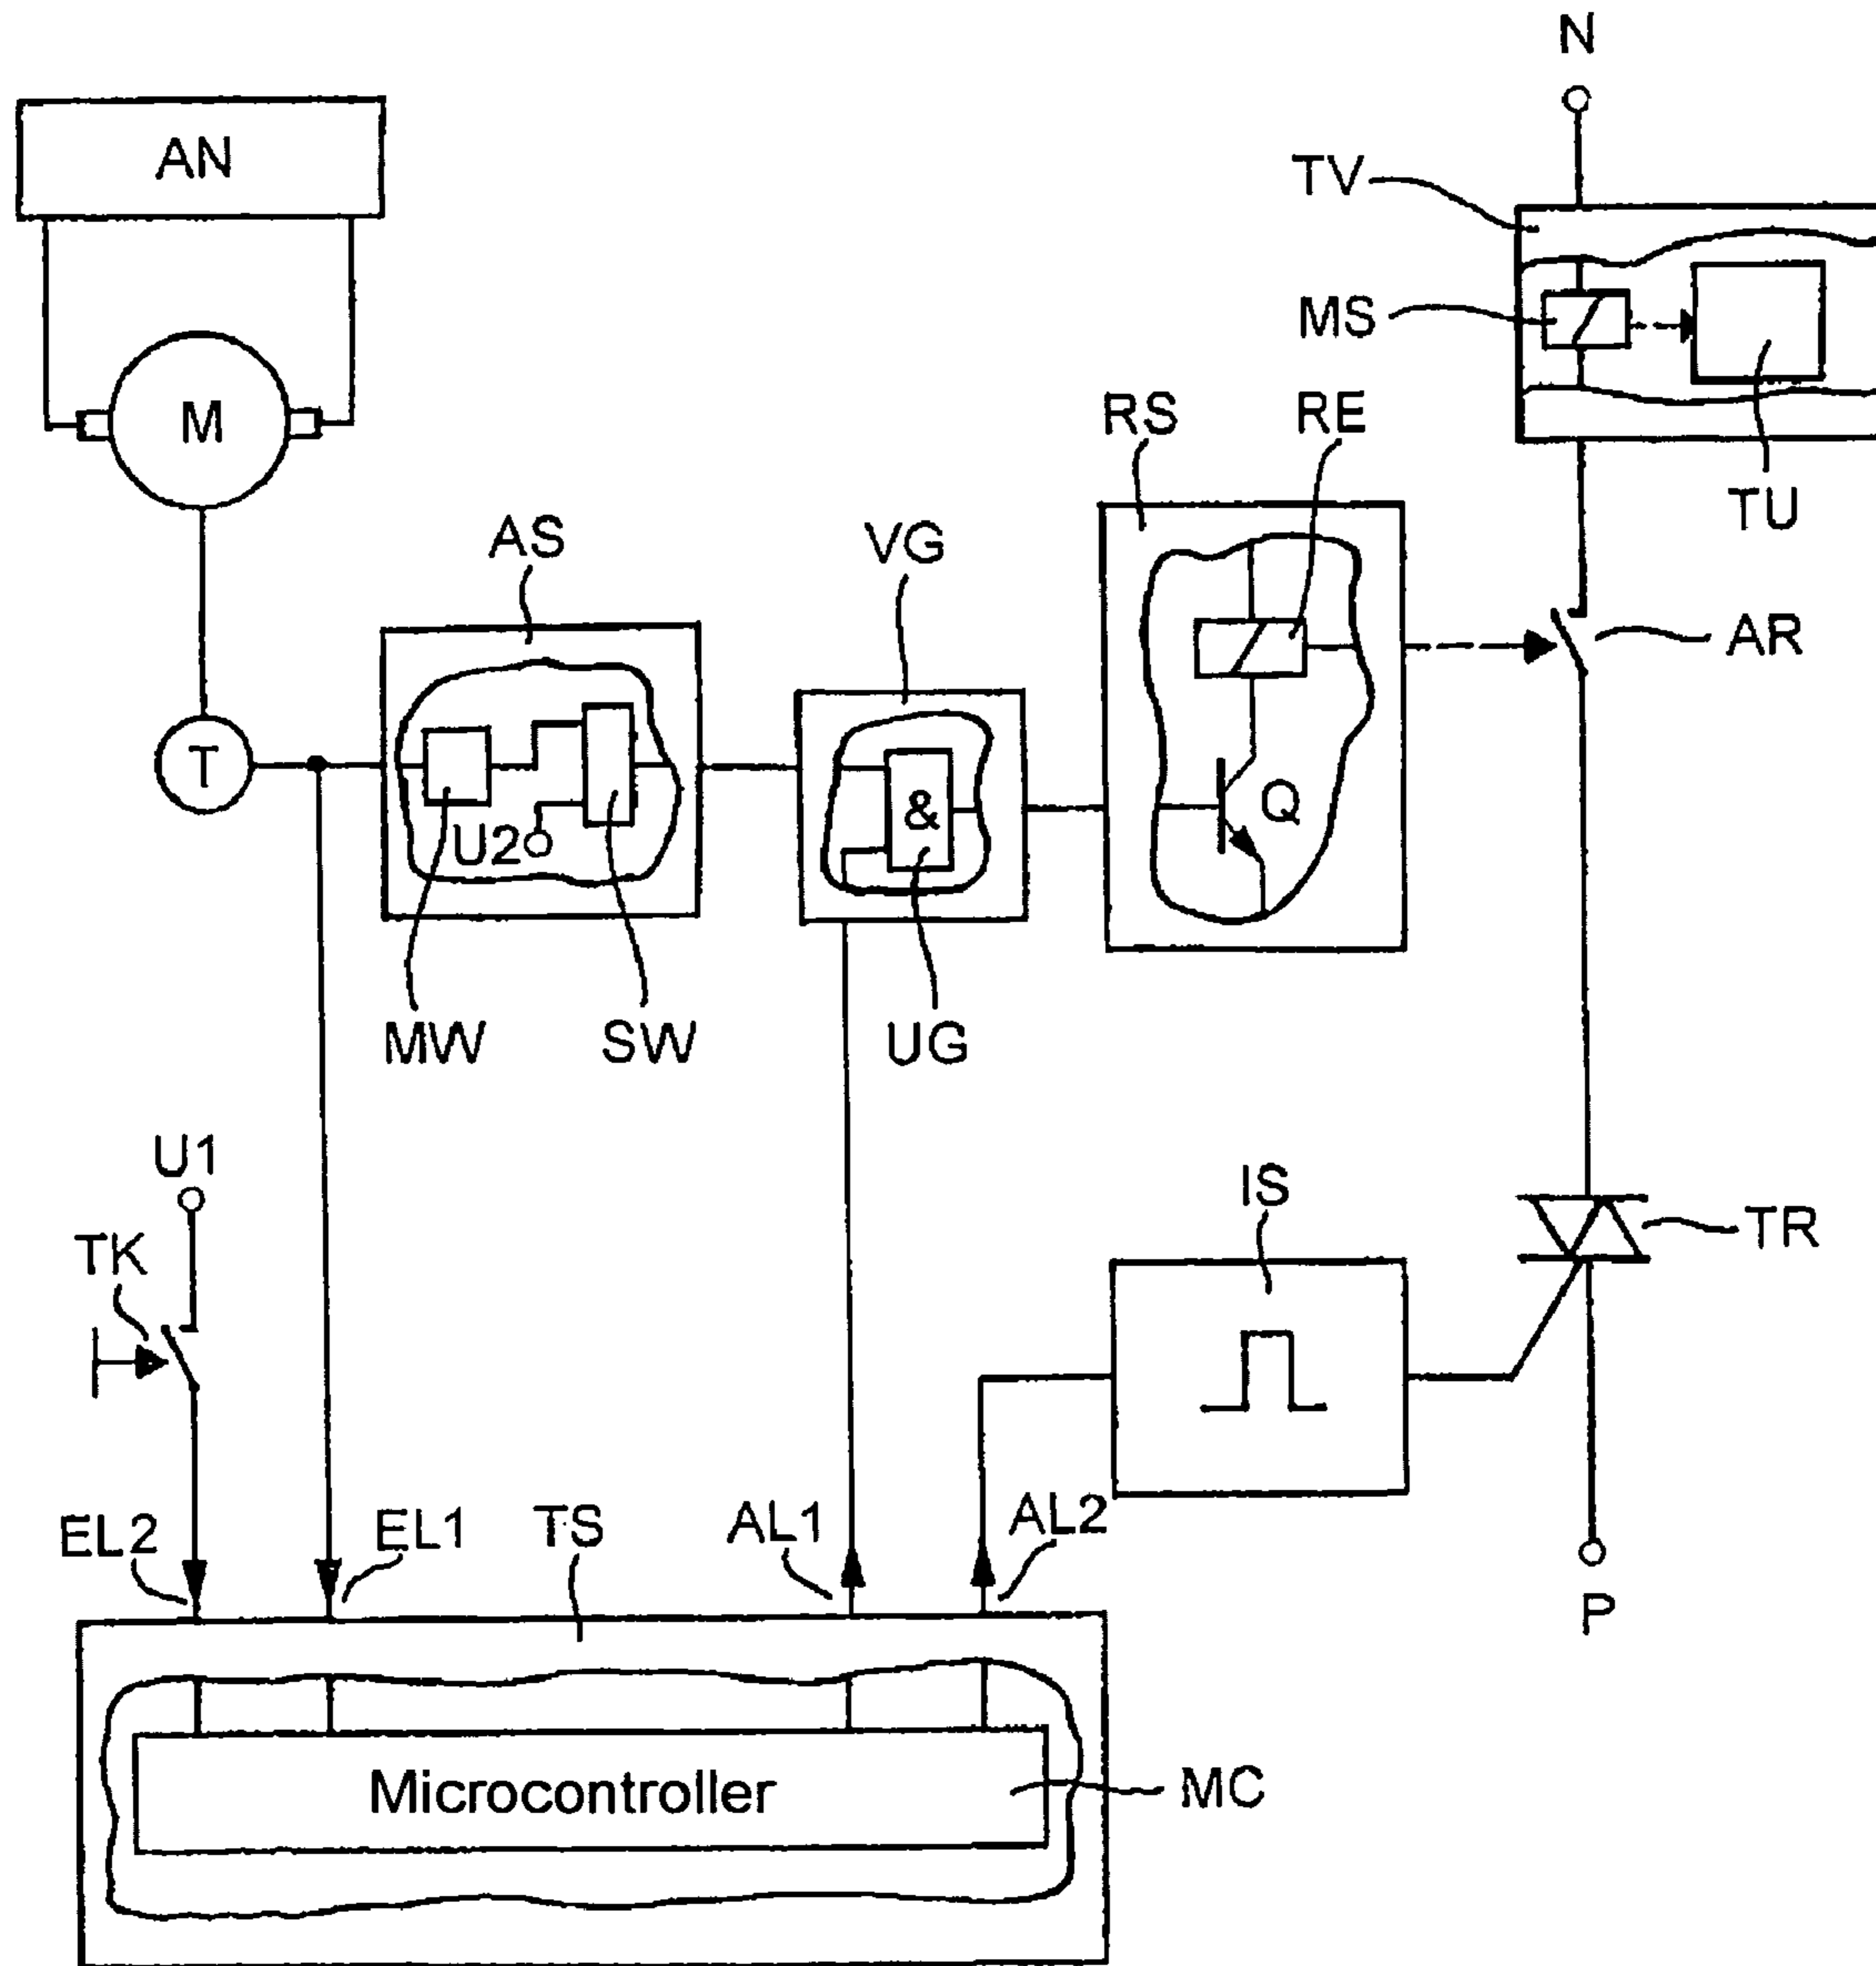 N
AN
TV
MS
M
RS
RE
TU
AS
VG
AR
T
&
Q
U2
MW
SW
UG
U1
IS
TK
TR
EL2
EL1
TS
AL1
AL2
P
Microcontroller
MC